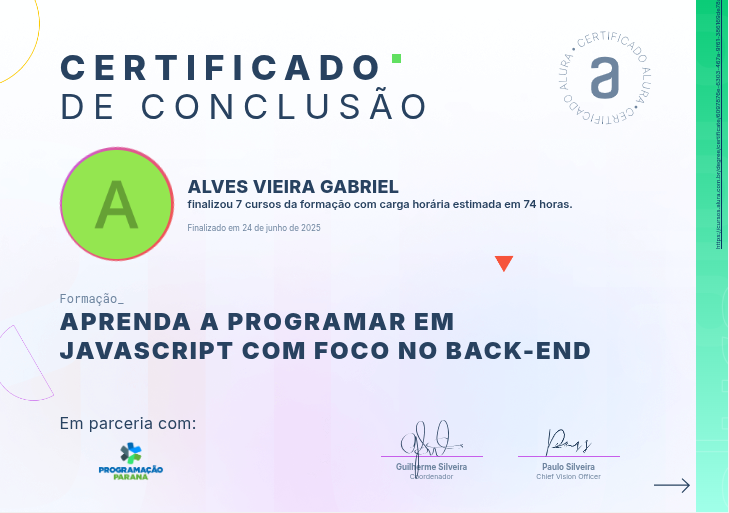 CERTIFICADO
DE CONCLUSÃO
CERTIFICADO ALURA • CERTIFICADO ALURA •
a
A
ALVES VIEIRA GABRIEL
finalizou 7 cursos da formação com carga horária estimada em 74 horas.
Finalizado em 24 de junho de 2025
Formação_
APRENDA A PROGRAMAR EM
JAVASCRIPT COM FOCO NO BACK-END
Em parceria com:
PROGRAMAÇÃO
PARANÁ
Guilherme Silveira
Coordenador
Paulo Silveira
Chief Vision Officer